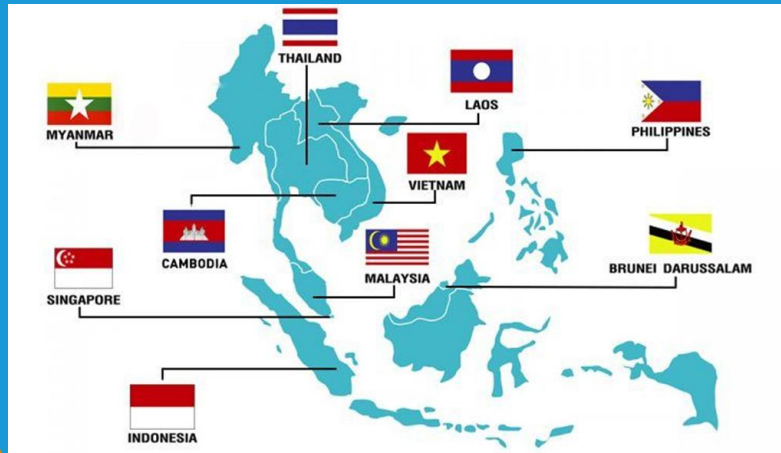 THAILAND
LAOS
MYANMAR
PHILIPPINES
VIETNAM
CAMBODIA
MALAYSIA
BRUNEI DARUSSALAM
SINGAPORE
INDONESIA